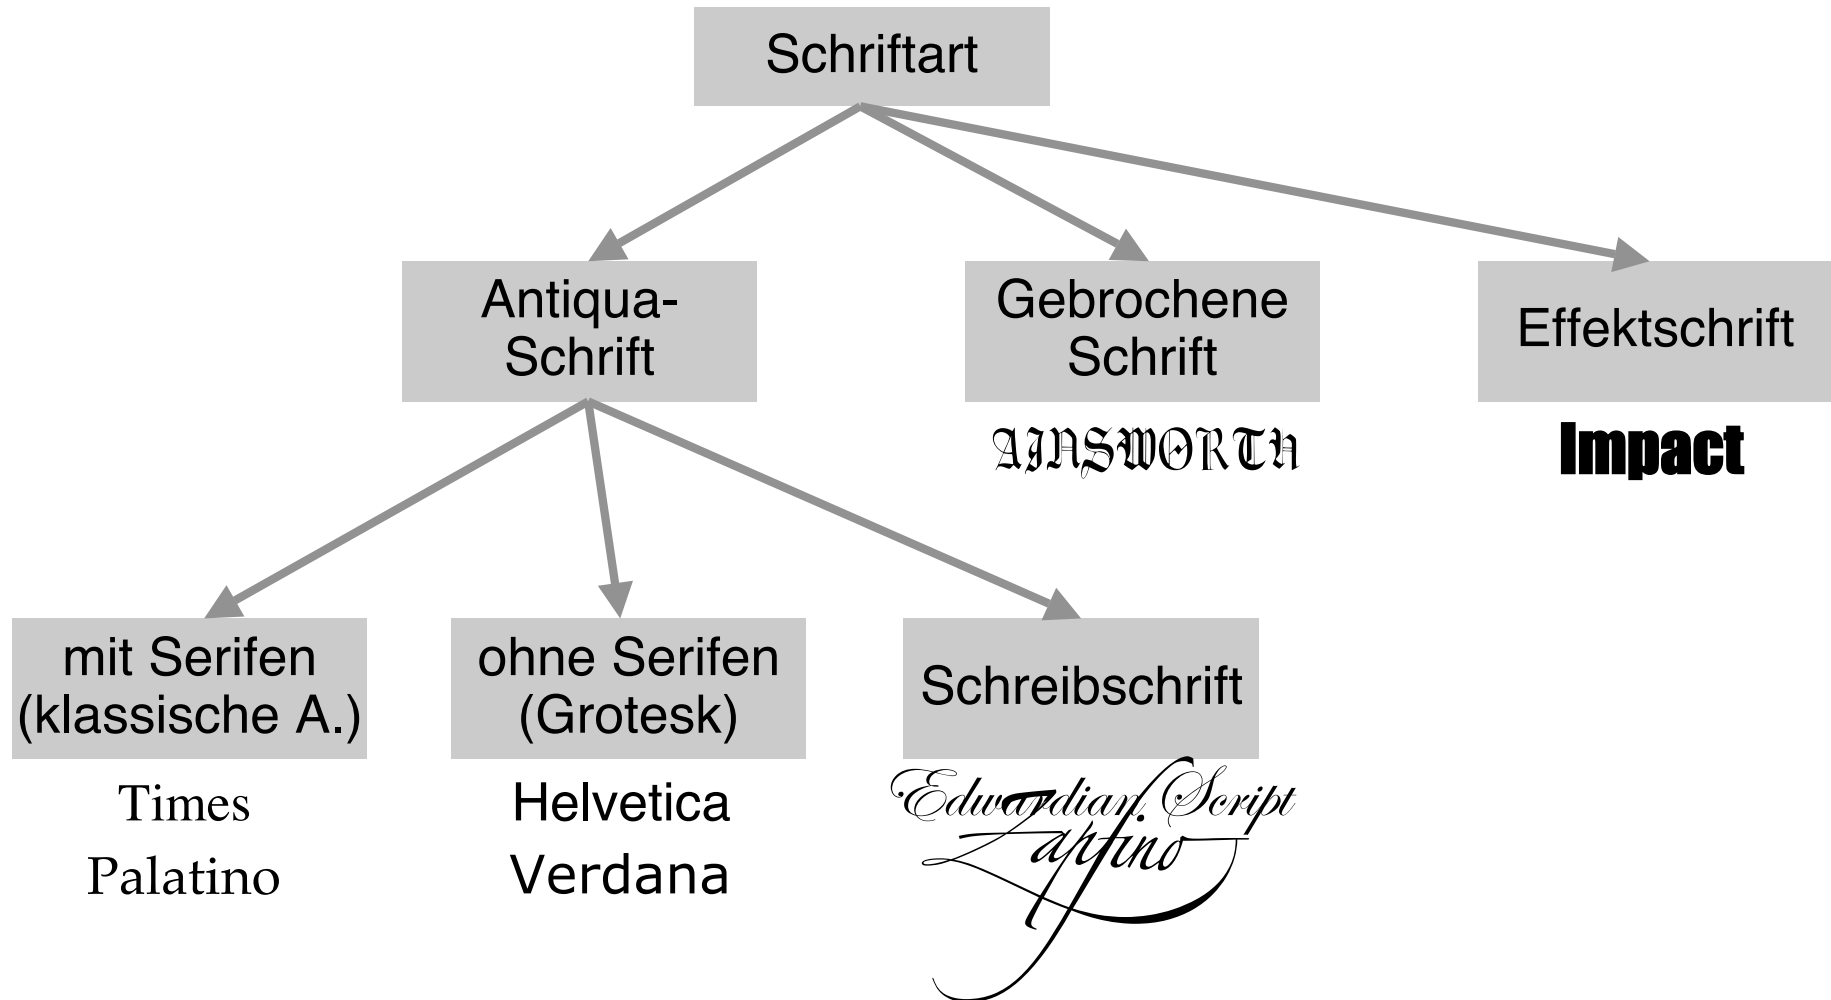 Schriftart
Antiqua-
Schrift
Gebrochene
Schrift
Effektschrift
AINSWORTH
Impact
mit Serifen
(klassische A.)
ohne Serifen
(Grotesk)
Schreibschrift
Times
Helvetica
Edwardian Script
Palatino
Verdana
Zapfino